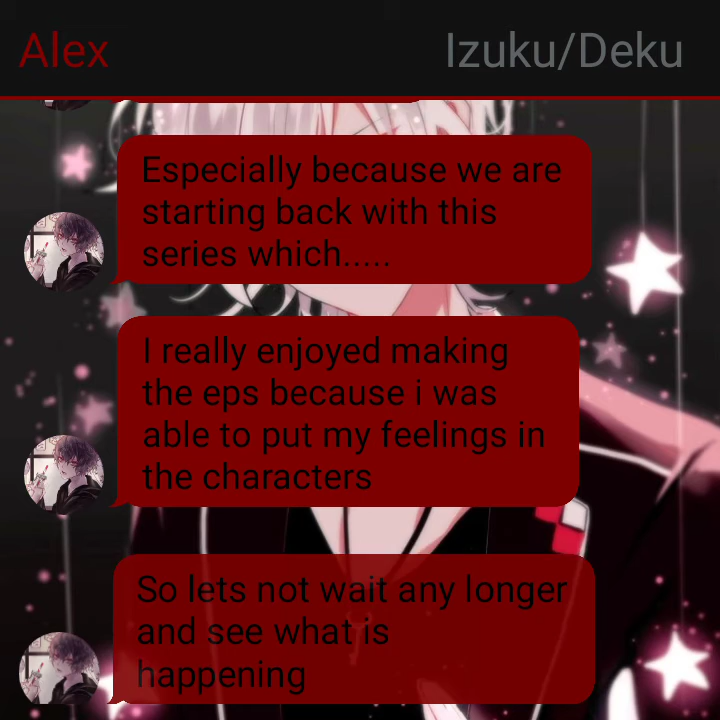 Alex Izuku/Deku
Especially because we are
starting back with this
series which.....
I really enjoyed making
the eps because i was
able to put my feelings in
the characters
So lets not wait any longer
and see what is
happening